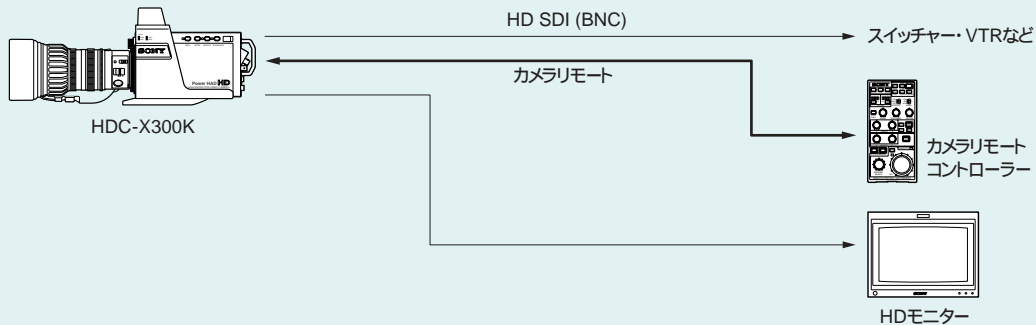 HD SDI (BNC)
スイッチャー・VTRなど
SONY
Power HAD HD
カメラリモート
HDC-X300K
SONY
カメラリモート
コントローラー
SONY
HDモニター